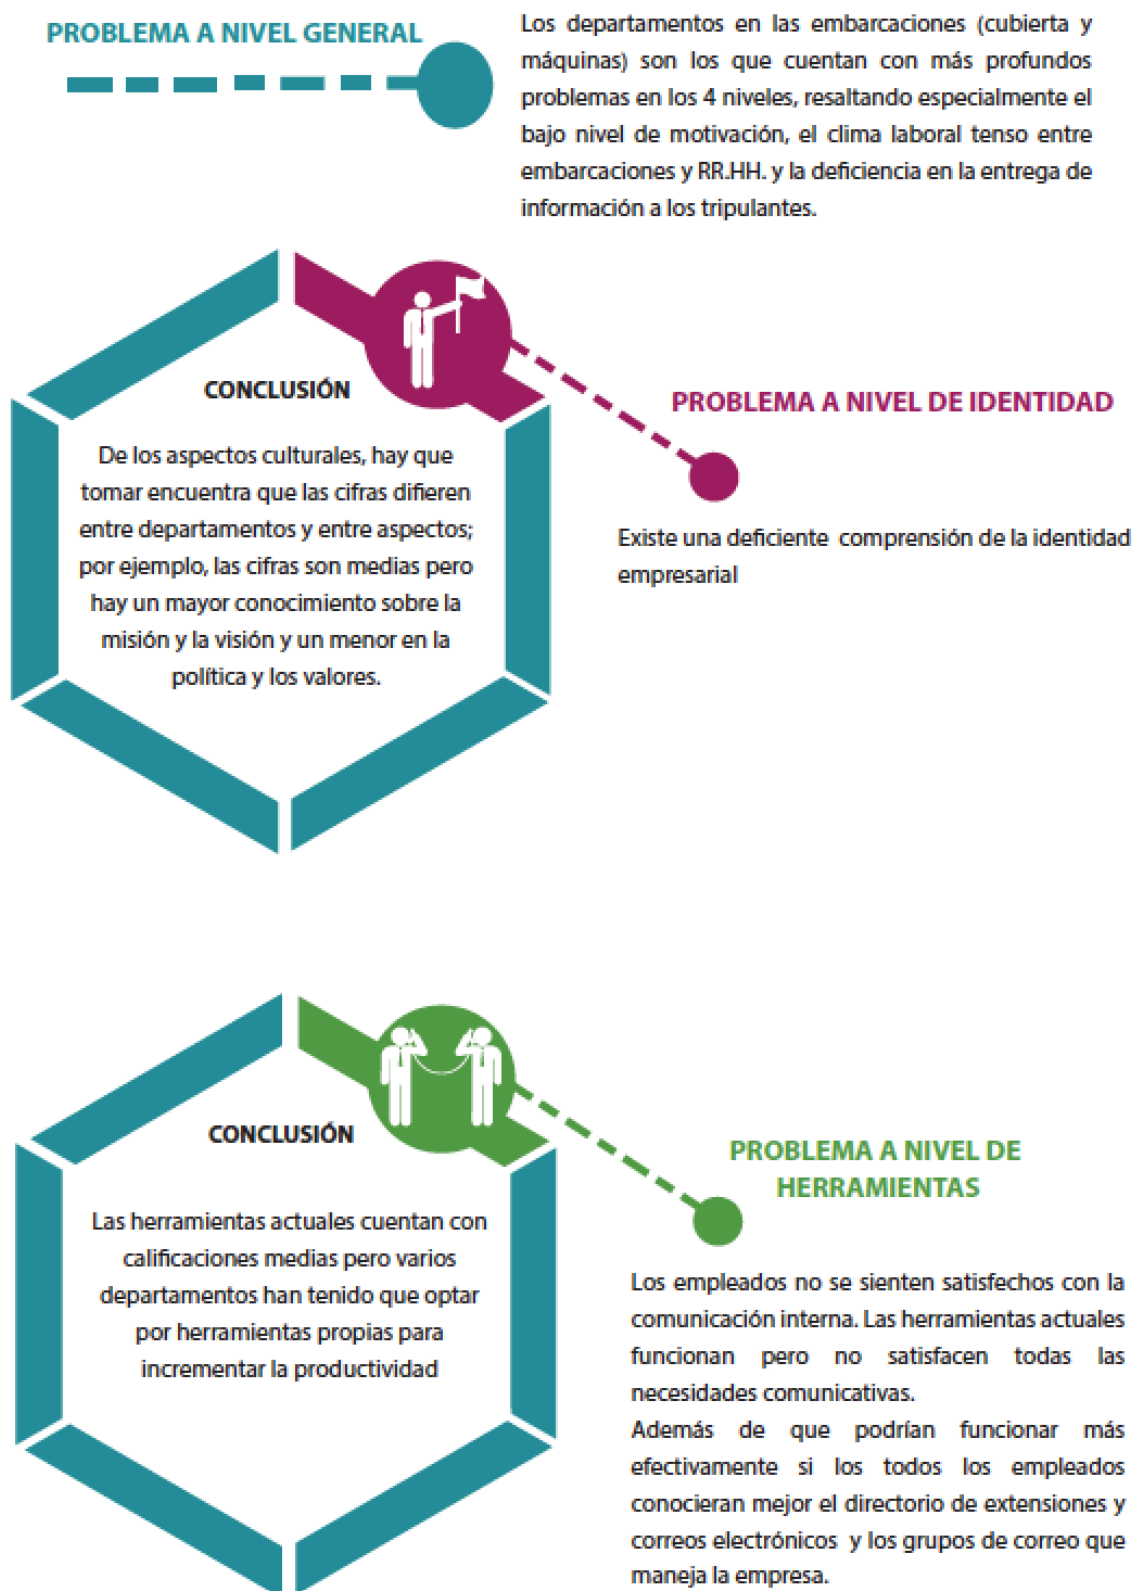 PROBLEMA A NIVEL GENERAL
Los departamentos en las embarcaciones (cubierta y
máquinas) son los que cuentan con más profundos
problemas en los 4 niveles, resaltando especialmente el
bajo nivel de motivación, el clima laboral tenso entre
embarcaciones y RR.HH. y la deficiencia en la entrega de
información a los tripulantes.
CONCLUSIÓN
De los aspectos culturales, hay que
tomar encuentra que las cifras difieren
entre departamentos y entre aspectos;
por ejemplo, las cifras son medias pero
hay un mayor conocimiento sobre la
misión y la visión y un menor en la
política y los valores.
PROBLEMA A NIVEL DE IDENTIDAD
Existe una deficiente comprensión de la identidad
empresarial
CONCLUSIÓN
Las herramientas actuales cuentan con
calificaciones medias pero varios
departamentos han tenido que optar
por herramientas propias para
incrementar la productividad
PROBLEMA A NIVEL DE
HERRAMIENTAS
Los empleados no se sienten satisfechos con la
comunicación interna. Las herramientas actuales
funcionan pero no satisfacen todas las
necesidades comunicativas.
Además de que podrían funcionar más
efectivamente si los todos los empleados
conocieran mejor el directorio de extensiones y
correos electrónicos y los grupos de correo que
maneja la empresa.